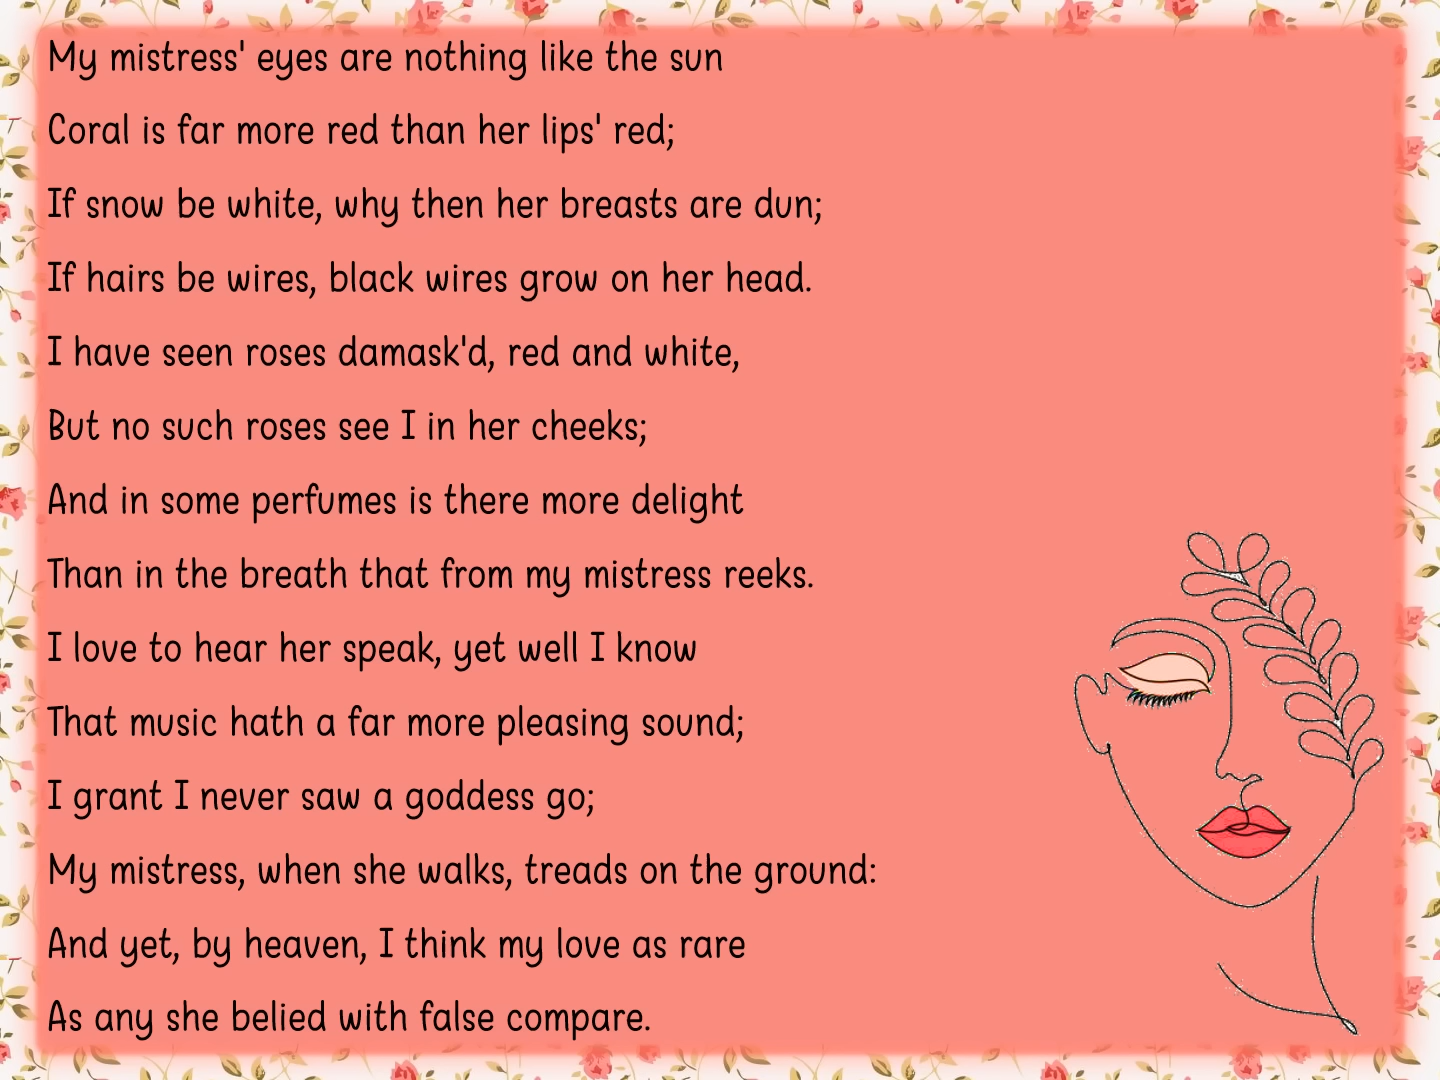 My mistress' eyes are nothing like the sun
Coral is far more red than her lips' red;
If snow be white, why then her breasts are dun;
If hairs be wires, black wires grow on her head.
I have seen roses damask'd, red and white,
But no such roses see I in her cheeks;
And in some perfumes is there more delight
Than in the breath that from my mistress reeks.
I love to hear her speak, yet well I know
That music hath a far more pleasing sound;
I grant I never saw a goddess go;
My mistress, when she walks, treads on the ground:
And yet, by heaven, I think my love as rare
As any she belied with false compare.